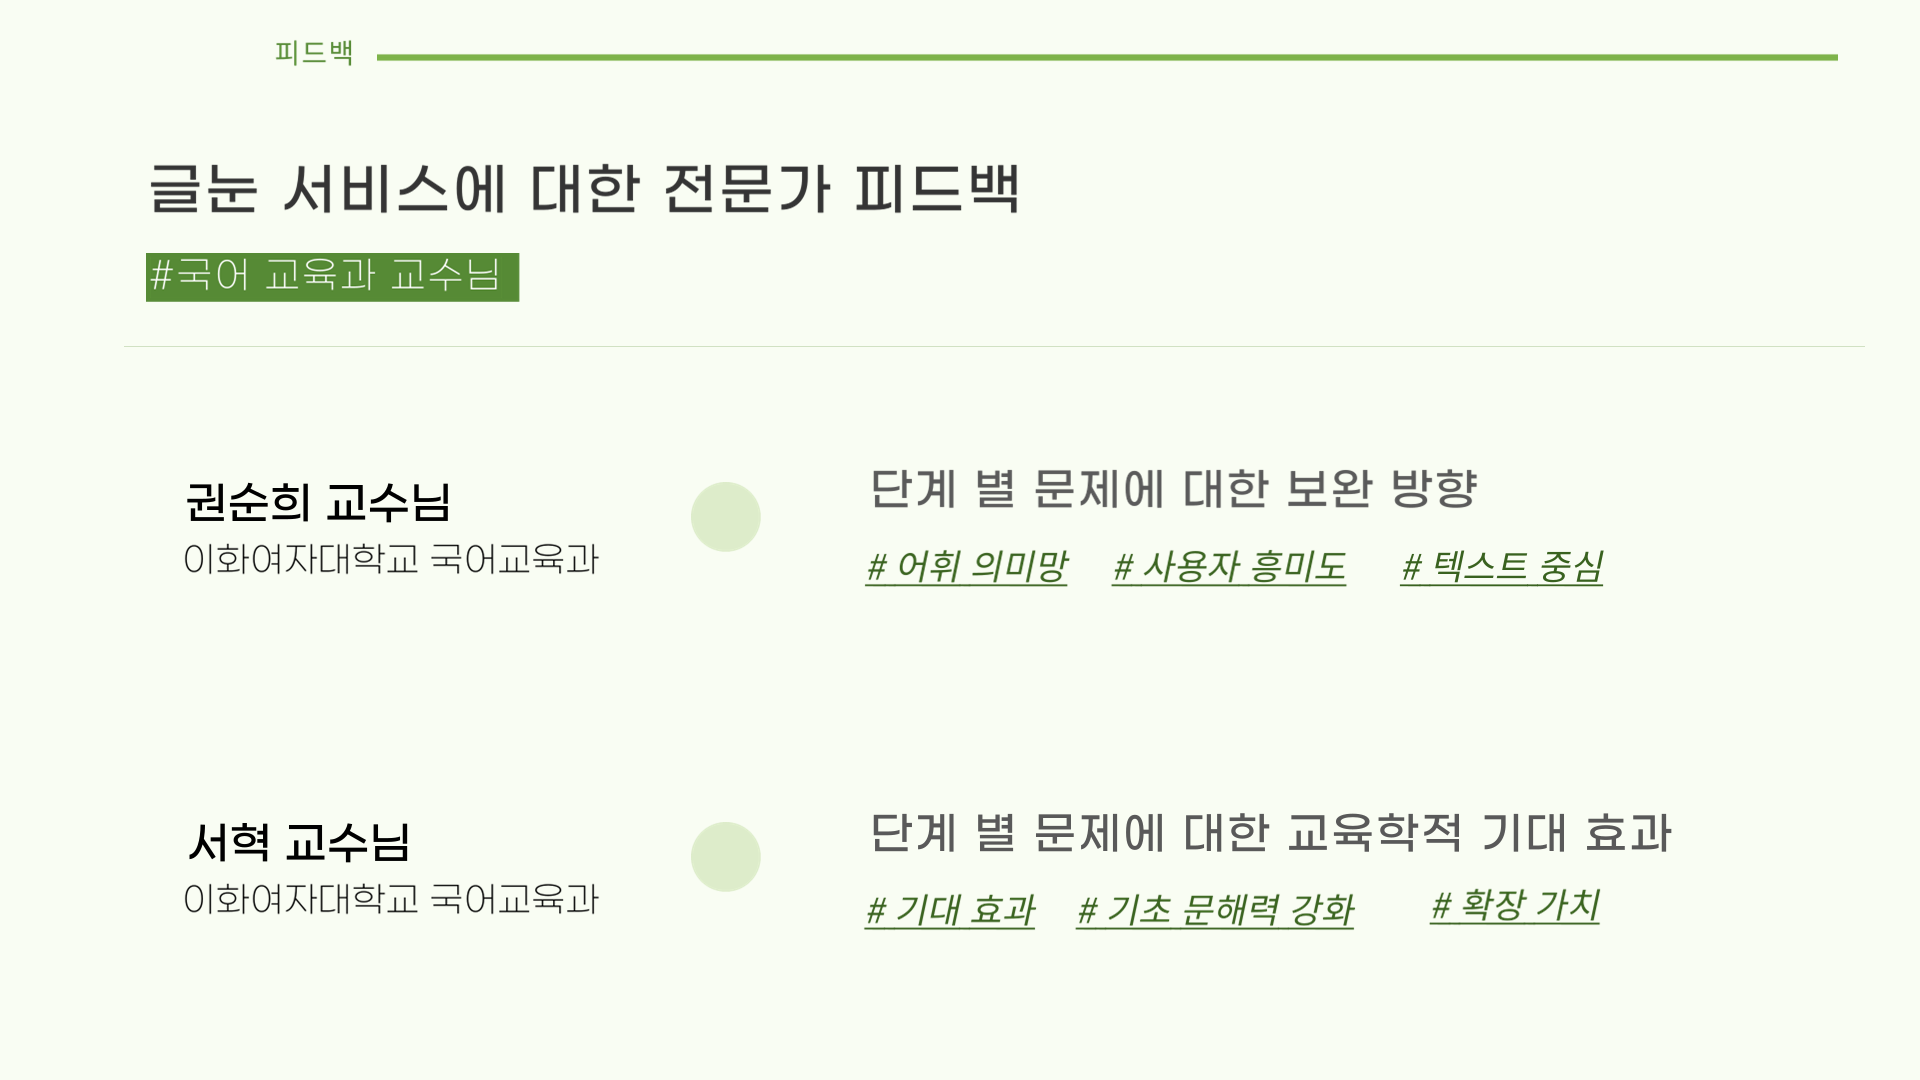 피드백
글눈 서비스에 대한 전문가 피드백
#국어 교육과 교수님
권순희 교수님
이화여자대학교 국어교육과
단계 별 문제에 대한 보완 방향
# 어휘 의미망 # 사용자 흥미도 # 텍스트 중심
서혁 교수님
이화여자대학교 국어교육과
단계 별 문제에 대한 교육학적 기대 효과
# 기대 효과 # 기초 문해력 강화 # 확장 가치